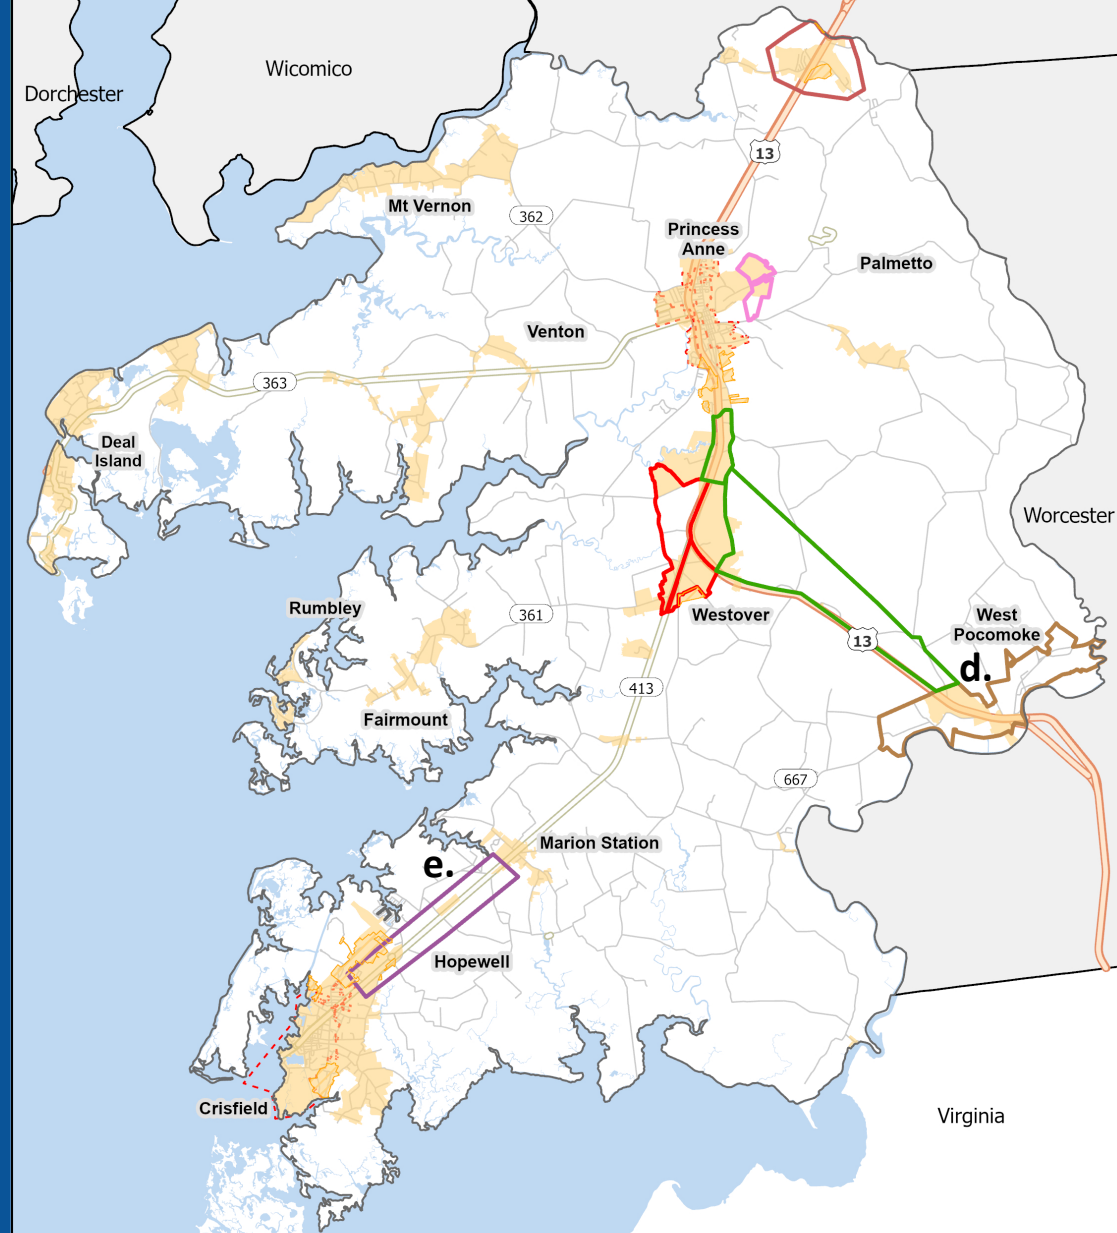 Wicomico
Dorchester
13
Mt Vernon
362
Princess
Anne
Palmetto
Venton
363
Deal
Island
Worcester
Rumbley
361
Westover
West
Pocomoke
13
d.
413
Fairmount
667
Marion Station
e.
Hopewell
Crisfield
Virginia